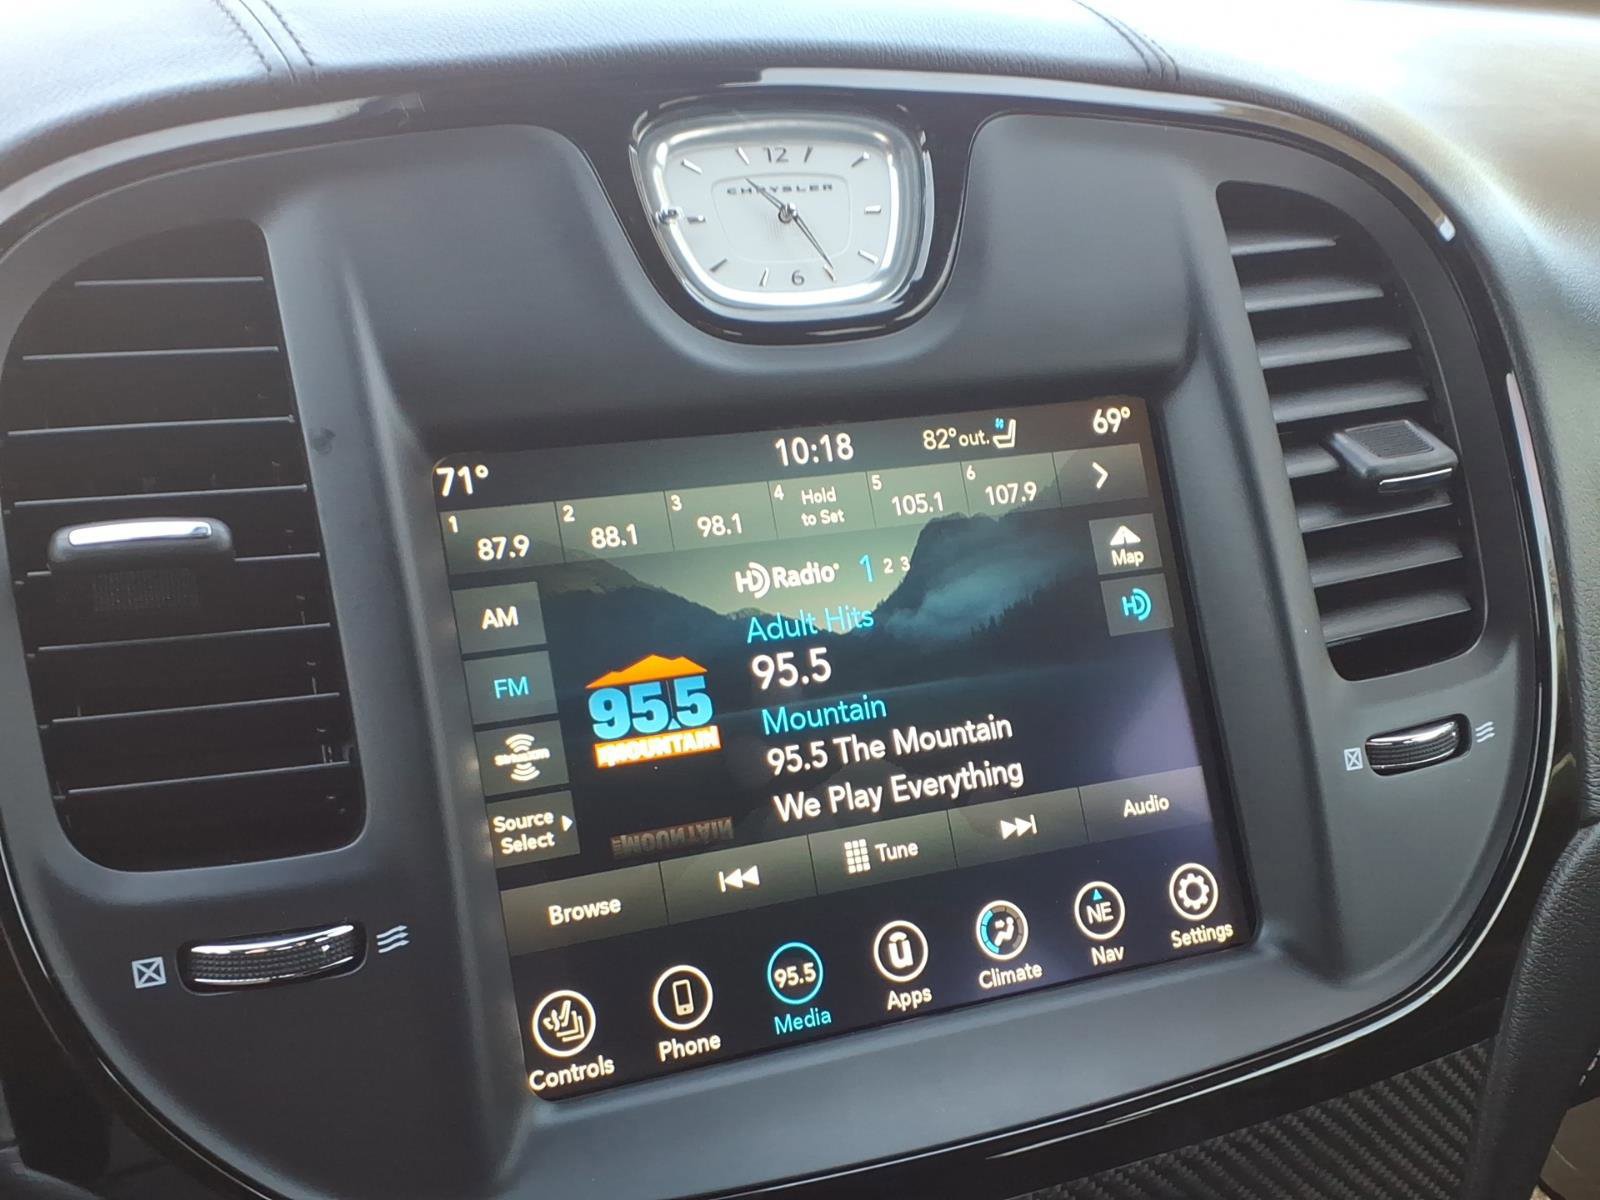 12
CHRYSLER
6
71°
10:18
82° out.
69°
1
87.9
2
88.1
3
98.1
4
Hold
to Set
5
105.1
6
107.9
HD Radio
1 2 3
Map
HD
AM
FM
SiriusXM
Source
Select
95.5
THE MOUNTAIN
Adult Hits
95.5
Mountain
95.5 The Mountain
We Play Everything
Browse
Tune
Audio
Controls
Phone
95.5
Media
Apps
Climate
NE
Nav
Settings